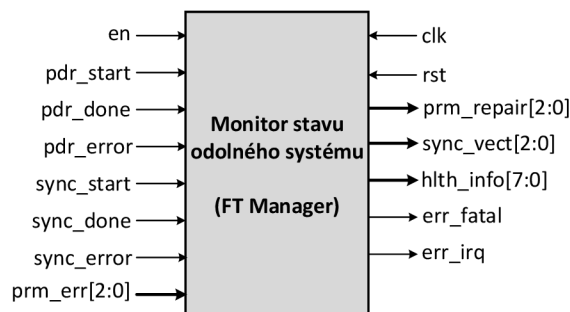 en
pdr_start
pdr_done
pdr_error
sync_start
sync_done
sync_error
prm_err[2:0]
Monitor stavu
odolného systému
(FT Manager)
clk
rst
prm_repair[2:0]
sync_vect[2:0]
hlth_info[7:0]
err_fatal
err_irq